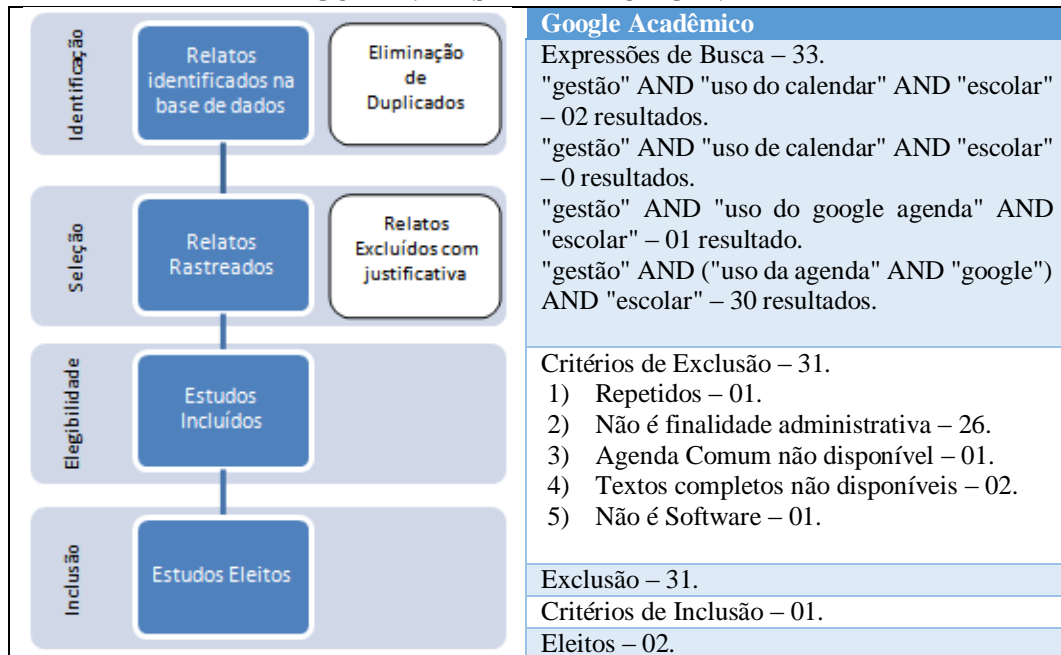 Identificação
Relatos
identificados na
base de dados
Eliminação
de
Duplicados
Seleção
Relatos
Rastreados
Relatos
Excluídos com
justificativa
Elegibilidade
Estudos
Incluídos
Inclusão
Estudos Eleitos
Google Acadêmico
Expressões de Busca – 33.
"gestão" AND "uso do calendar" AND "escolar"
– 02 resultados.
"gestão" AND "uso de calendar" AND "escolar"
– 0 resultados.
"gestão" AND "uso do google agenda" AND
"escolar" – 01 resultado.
"gestão" AND ("uso da agenda" AND "google")
AND "escolar" – 30 resultados.
Critérios de Exclusão – 31.
1) Repetidos – 01.
2) Não é finalidade administrativa – 26.
3) Agenda Comum não disponível – 01.
4) Textos completos não disponíveis – 02.
5) Não é Software – 01.
Exclusão – 31.
Critérios de Inclusão – 01.
Eleitos – 02.